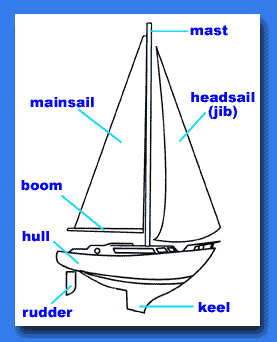 mast
mainsail
headsail
(jib)
boom
hull
rudder
keel